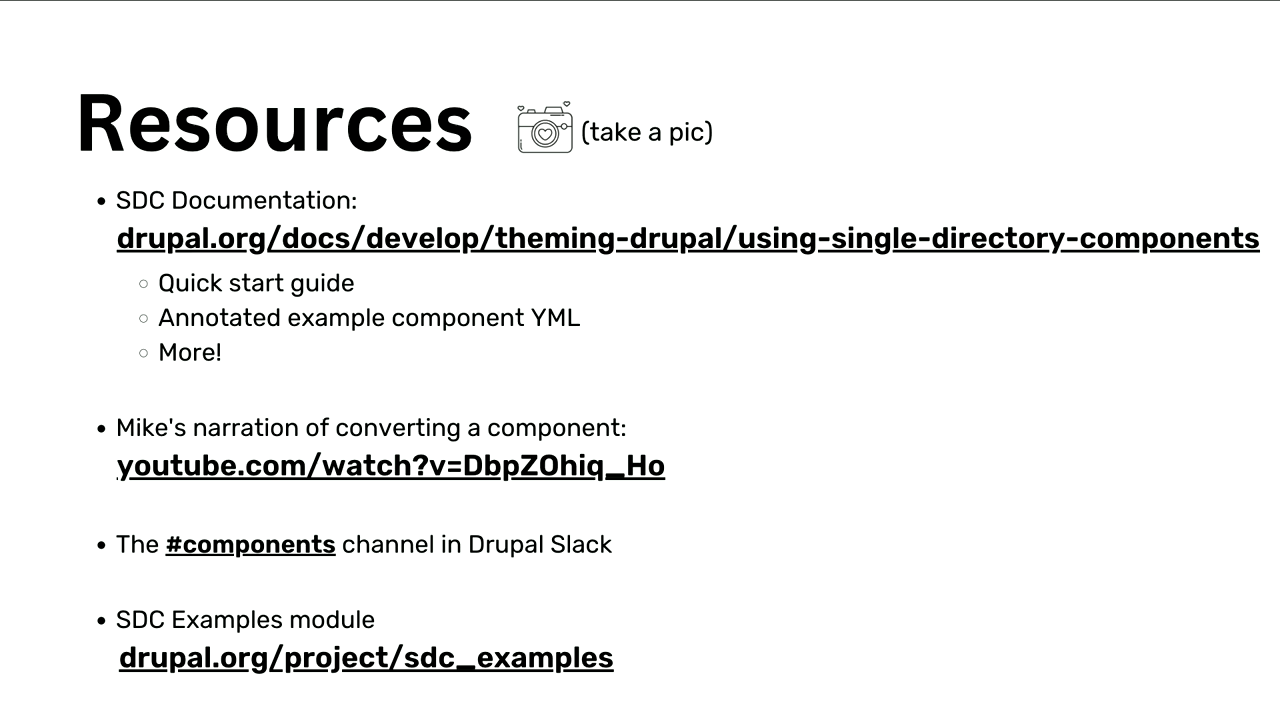 Resources
(take a pic)
SDC Documentation:
drupal.org/docs/develop/theming-drupal/using-single-directory-components
Quick start guide
Annotated example component YML
More!
Mike's narration of converting a component:
youtube.com/watch?v=DbpZOhiq_Ho
The #components channel in Drupal Slack
SDC Examples module
drupal.org/project/sdc_examples